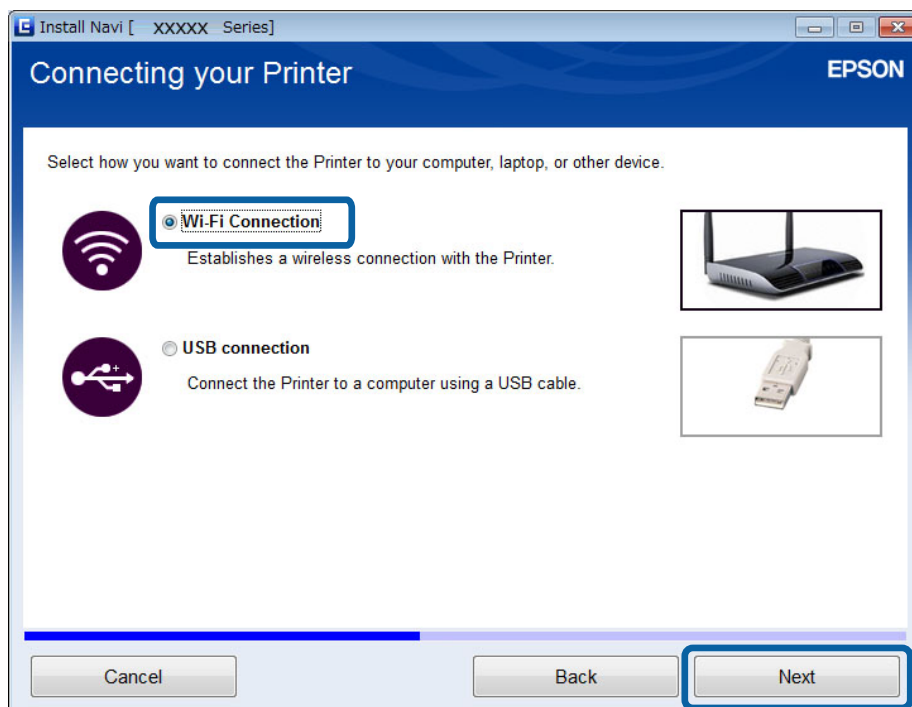 Install Navi [ XXXXX Series]
Connecting your Printer
EPSON
Select how you want to connect the Printer to your computer, laptop, or other device.
Wi-Fi Connection
Establishes a wireless connection with the Printer.
USB connection
Connect the Printer to a computer using a USB cable.
Cancel
Back
Next